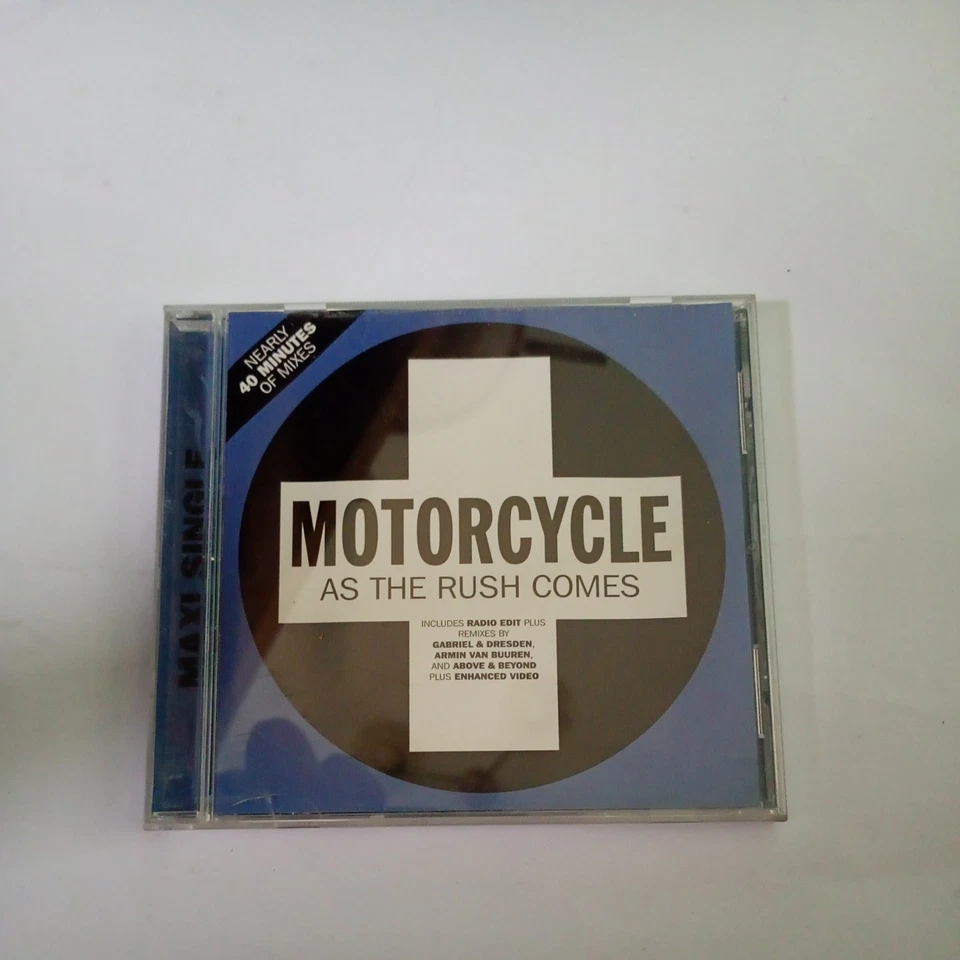 NEARLY
40 MINUTES
OF MIXES
MAXI SINGLE
MOTORCYCLE
AS THE RUSH COMES
INCLUDES RADIO EDIT PLUS
REMIXES BY
GABRIEL & DRESDEN,
ARMIN VAN BUUREN,
AND ABOVE & BEYOND
PLUS ENHANCED VIDEO